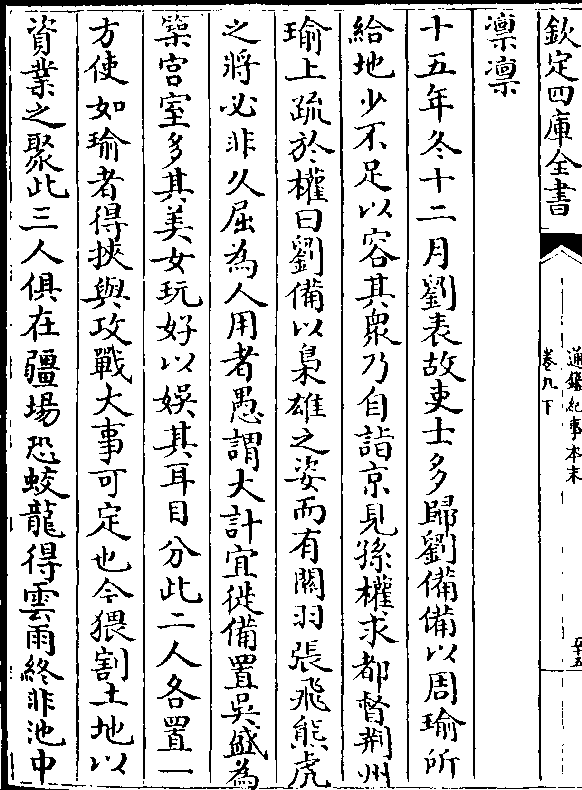 欽定四庫全書
通鑑紀事本末
卷九下
凛凛
十五年冬十二月劉表故吏士多歸劉備備以周瑜所
給地少不足以容其衆乃自詣京見孫權求都督荆州
瑜上疏於權曰劉備以梟雄之姿而有關羽張飛熊虎
之將必非久屈為人用者愚謂大計宜徙備置吳盛為
築宫室多其美女玩好以娛其耳目分此二人各置一
方使如瑜者得挾與攻戰大事可定也今猥割土地以
資業之聚此三人俱在疆場恐蛟龍得雲雨終非池中